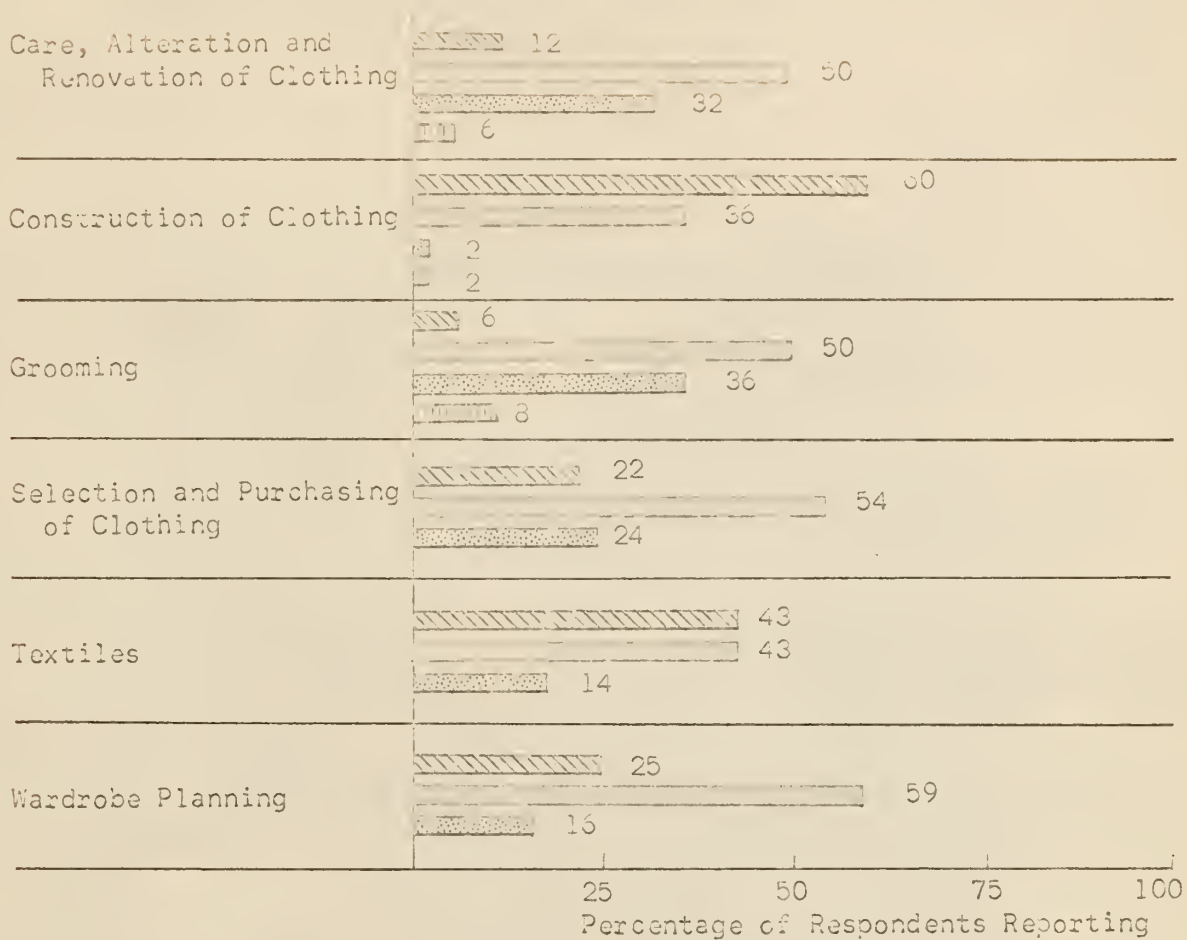 Care, Alteration and
Renovation of Clothing
12
50
32
6
Construction of Clothing
60
36
2
2
Grooming
6
50
36
8
Selection and Purchasing
of Clothing
22
54
24
Textiles
43
43
14
Wardrobe Planning
25
59
16
25 50 75 100
Percentage of Respondents Reporting